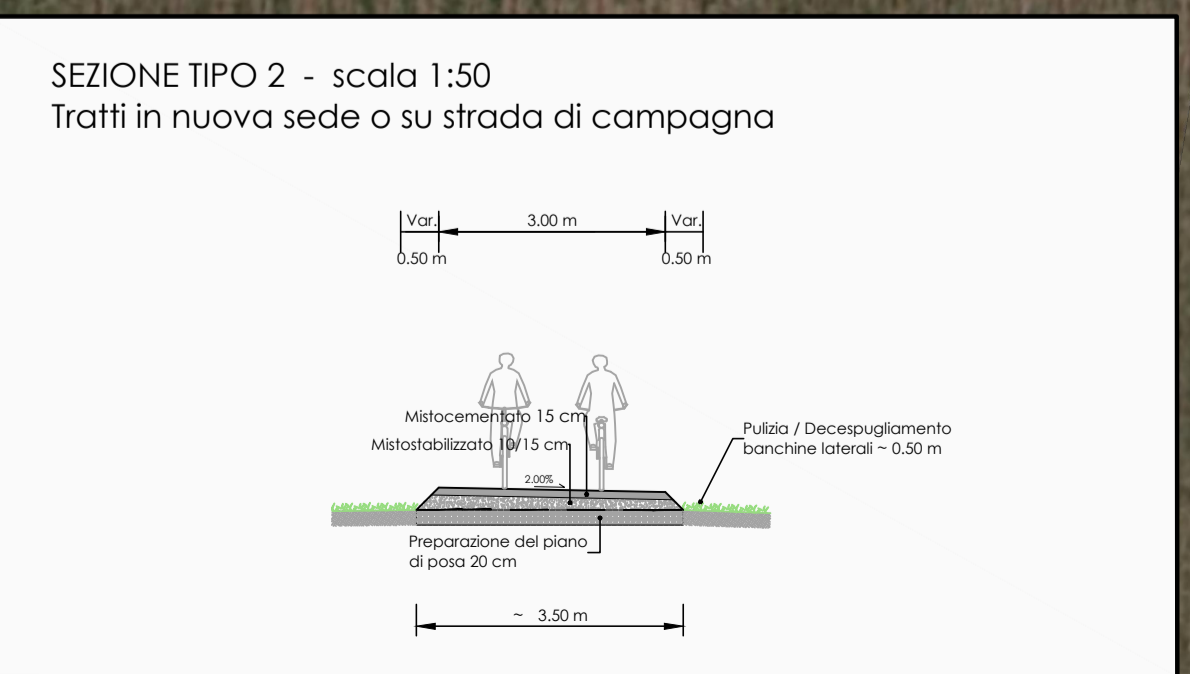 SEZIONE TIPO 2 - scala 1:50
Tratti in nuova sede o su strada di campagna
Var. 3.00 m Var.
0.50 m 0.50 m
Mistocementato 15 cm
Mistostabilizzato 10/15 cm
Pulizia / Decespugliamento
banchine laterali ~ 0.50 m
2.00%
Preparazione del piano
di posa 20 cm
~ 3.50 m